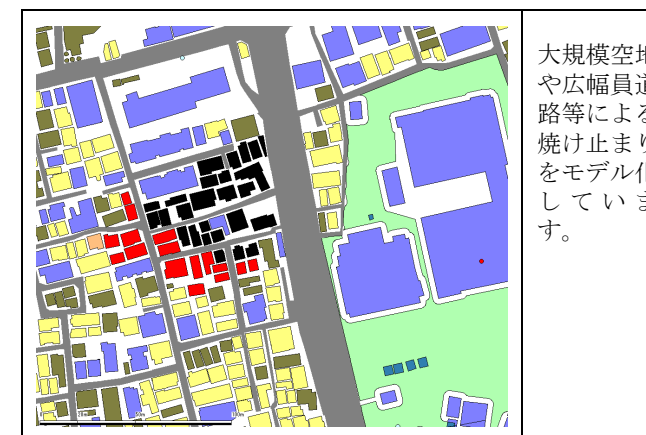 大規模空地
や広幅員道
路等による
焼け止まり
をモデル化
していま
す。